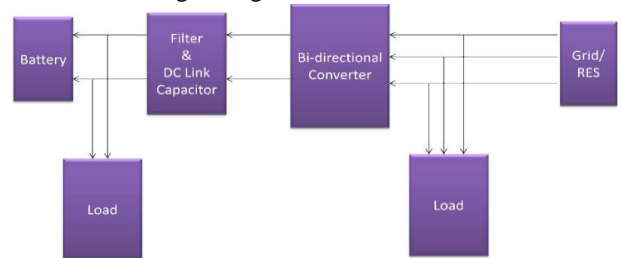 Battery
Filter
&
DC Link
Capacitor
Bi-directional
Converter
Grid/
RES
Load
Load